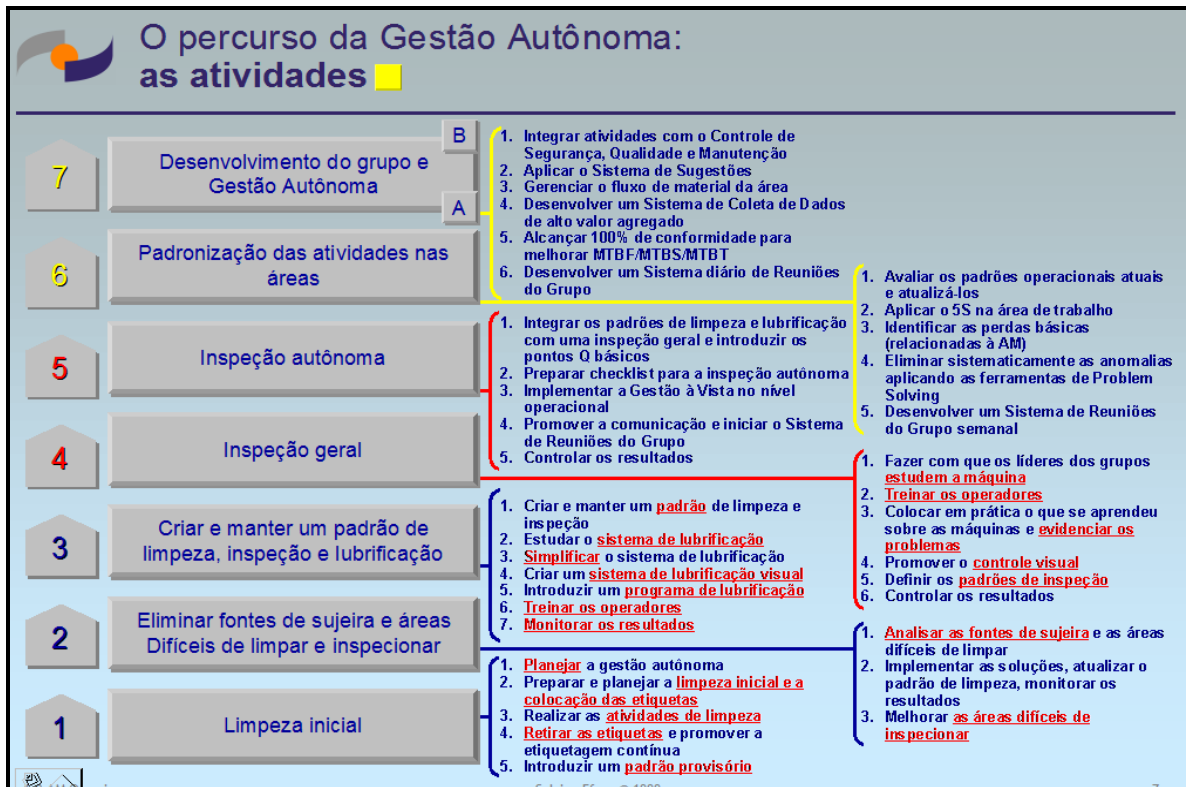 O percurso da Gestão Autônoma:
as atividades
7
Desenvolvimento do grupo e
Gestão Autônoma
B
A
1. Integrar atividades com o Controle de
Segurança, Qualidade e Manutenção
2. Aplicar o Sistema de Sugestões
3. Gerenciar o fluxo de material da área
4. Desenvolver um Sistema de Coleta de Dados
de alto valor agregado
5. Alcançar 100% de conformidade para
melhorar MTBF/MTBS/MTBT
6. Desenvolver um Sistema diário de Reuniões
do Grupo
6
Padronização das atividades nas
áreas
1. Avaliar os padrões operacionais atuais
e atualizá-los
2. Aplicar o 5S na área de trabalho
3. Identificar as perdas básicas
(relacionadas à AM)
4. Eliminar sistematicamente as anomalias
aplicando as ferramentas de Problem
Solving
5. Desenvolver um Sistema de Reuniões
do Grupo semanal
5
Inspeção autônoma
1. Integrar os padrões de limpeza e lubrificação
com uma inspeção geral e introduzir os
pontos Q básicos
2. Preparar checklist para a inspeção autônoma
3. Implementar a Gestão à Vista no nível
operacional
4. Promover a comunicação e iniciar o Sistema
de Reuniões do Grupo
5. Controlar os resultados
4
Inspeção geral
1. Fazer com que os líderes dos grupos
estudem a máquina
2. Treinar os operadores
3. Colocar em prática o que se aprendeu
sobre as máquinas e evidenciar os
problemas
4. Promover o controle visual
5. Definir os padrões de inspeção
6. Controlar os resultados
3
Criar e manter um padrão de
limpeza, inspeção e lubrificação
1. Criar e manter um padrão de limpeza e
inspeção
2. Estudar o sistema de lubrificação
3. Simplificar o sistema de lubrificação
4. Criar um sistema de lubrificação visual
5. Introduzir um programa de lubrificação
6. Treinar os operadores
7. Monitorar os resultados
2
Eliminar fontes de sujeira e áreas
Difíceis de limpar e inspecionar
1. Analisar as fontes de sujeira e as áreas
difíceis de limpar
2. Implementar as soluções, atualizar o
padrão de limpeza, monitorar os
resultados
3. Melhorar as áreas difíceis de
inspecionar
1
Limpeza inicial
1. Planejar a gestão autônoma
2. Preparar e planejar a limpeza inicial e a
colocação das etiquetas
3. Realizar as atividades de limpeza
4. Retirar as etiquetas e promover a
etiquetagem contínua
5. Introduzir um padrão provisório